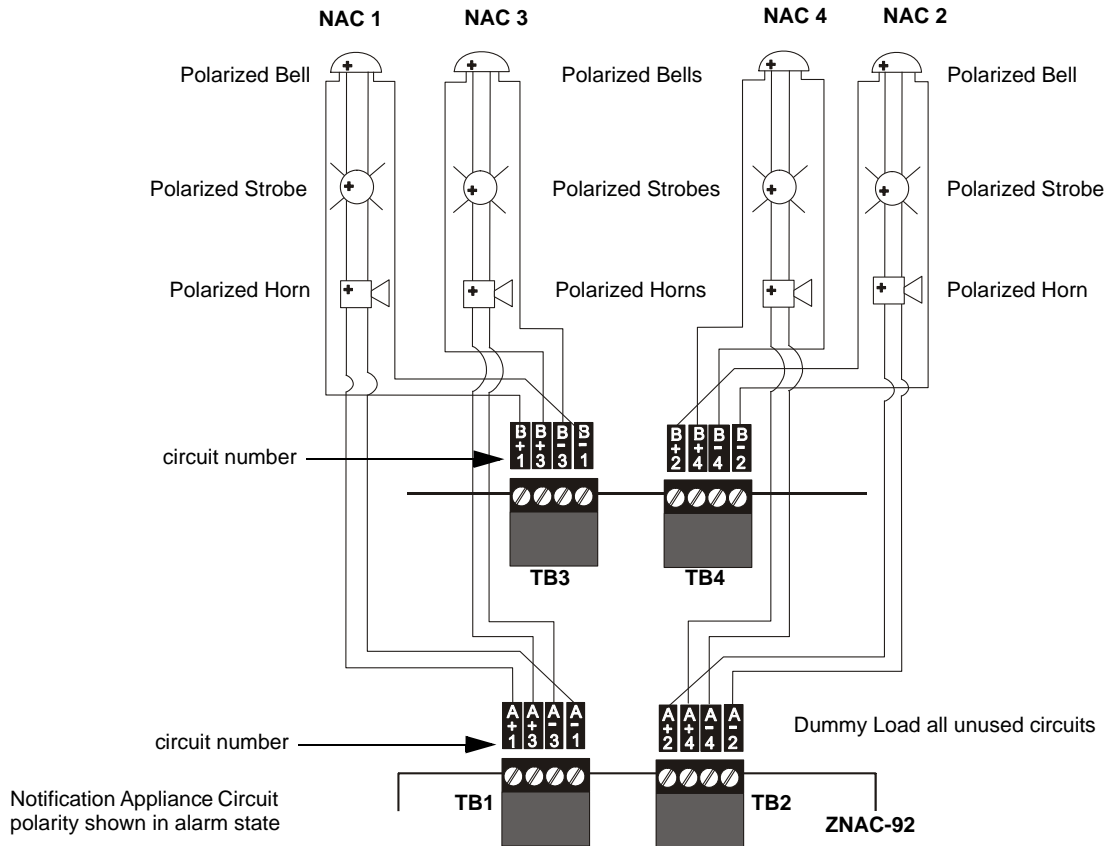 NAC 1 NAC 3 NAC 4 NAC 2
Polarized Bell Polarized Bells Polarized Bell
Polarized Strobe Polarized Strobes Polarized Strobe
Polarized Horn Polarized Horns Polarized Horn
circuit number
B+1 B+3 B-3 B-1
B+2 B+4 B-4 B-2
TB3 TB4
circuit number
A+1 A+3 A-3 A-1
A+2 A+4 A-4 A-2
Dummy Load all unused circuits
TB1 TB2
ZNAC-92
Notification Appliance Circuit
polarity shown in alarm state